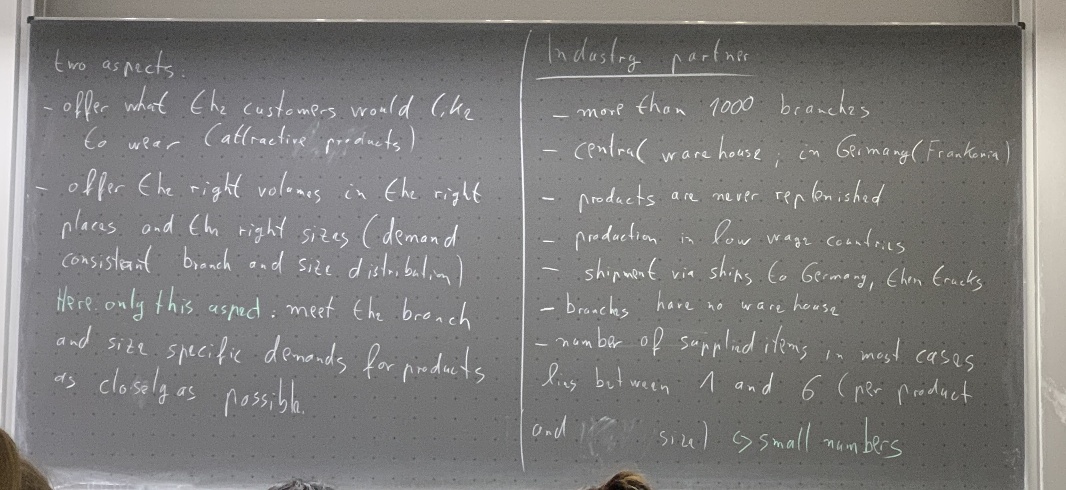 two aspects:
- offer what the customers would like
to wear (attractive products)
- offer the right volumes in the right
places and the right sizes (demand
consistent branch and size distribution)
Here only this aspect: meet the branch
and size specific demands for products
as closely as possible.
Industry partner
- more than 1000 branches
- central warehouse, in Germany (Frankonia)
- products are never replenished
- production in low wage countries
- shipment via ships to Germany, then trucks
- branches have no warehouse
- number of supplied items in most cases
lies between 1 and 6 (per product
and size) ↳ small numbers